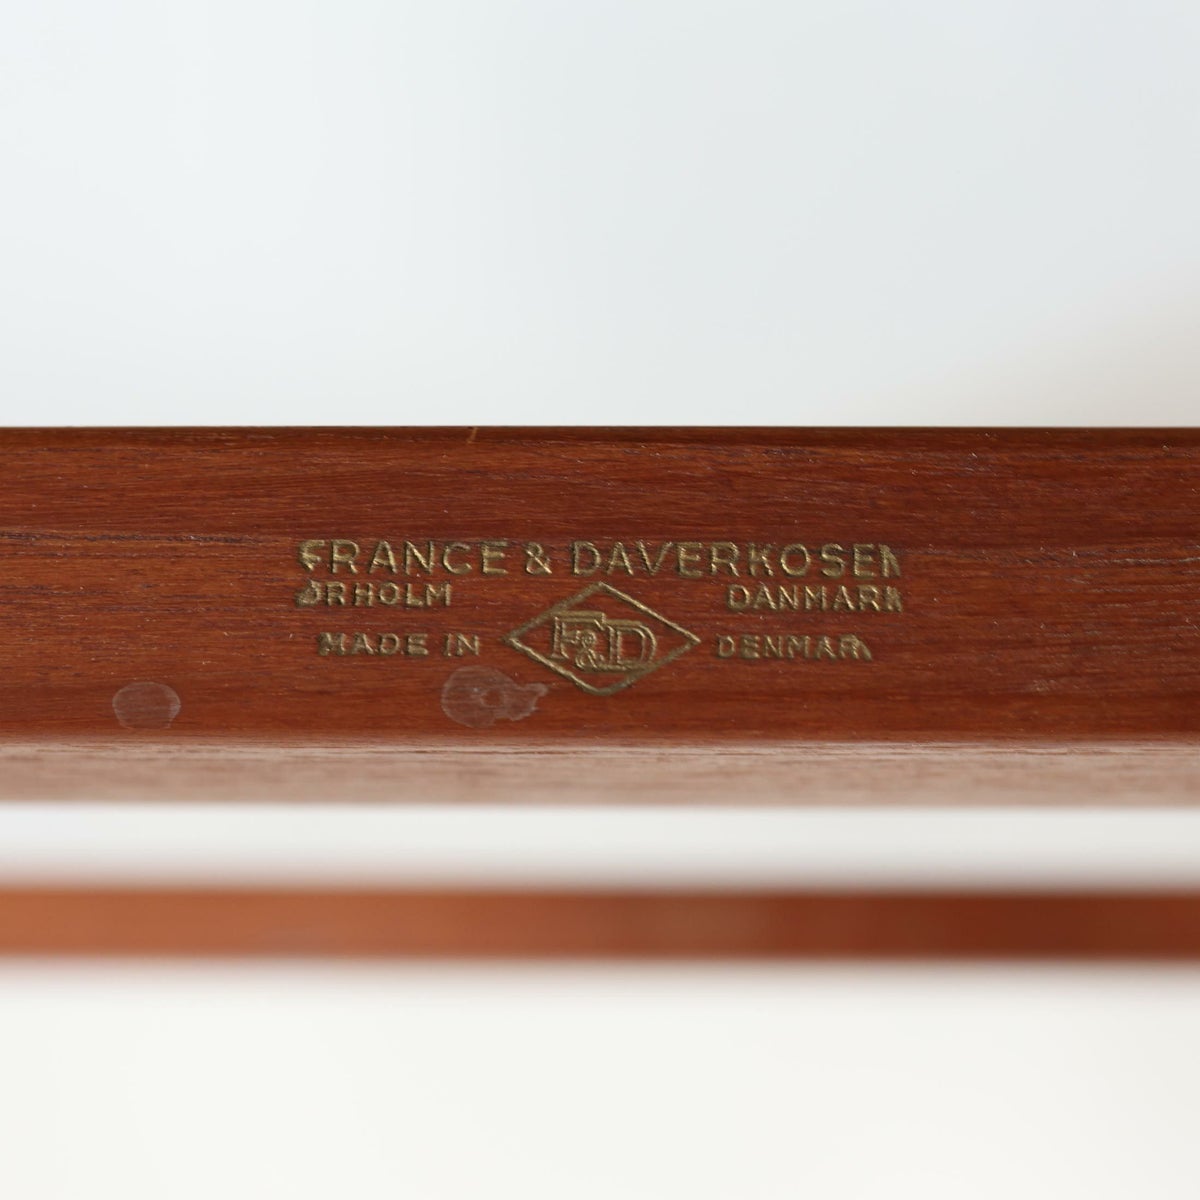 FRANCE & DAVERKOSEN
ØRHOLM DANMARK
MADE IN F&D DENMARK